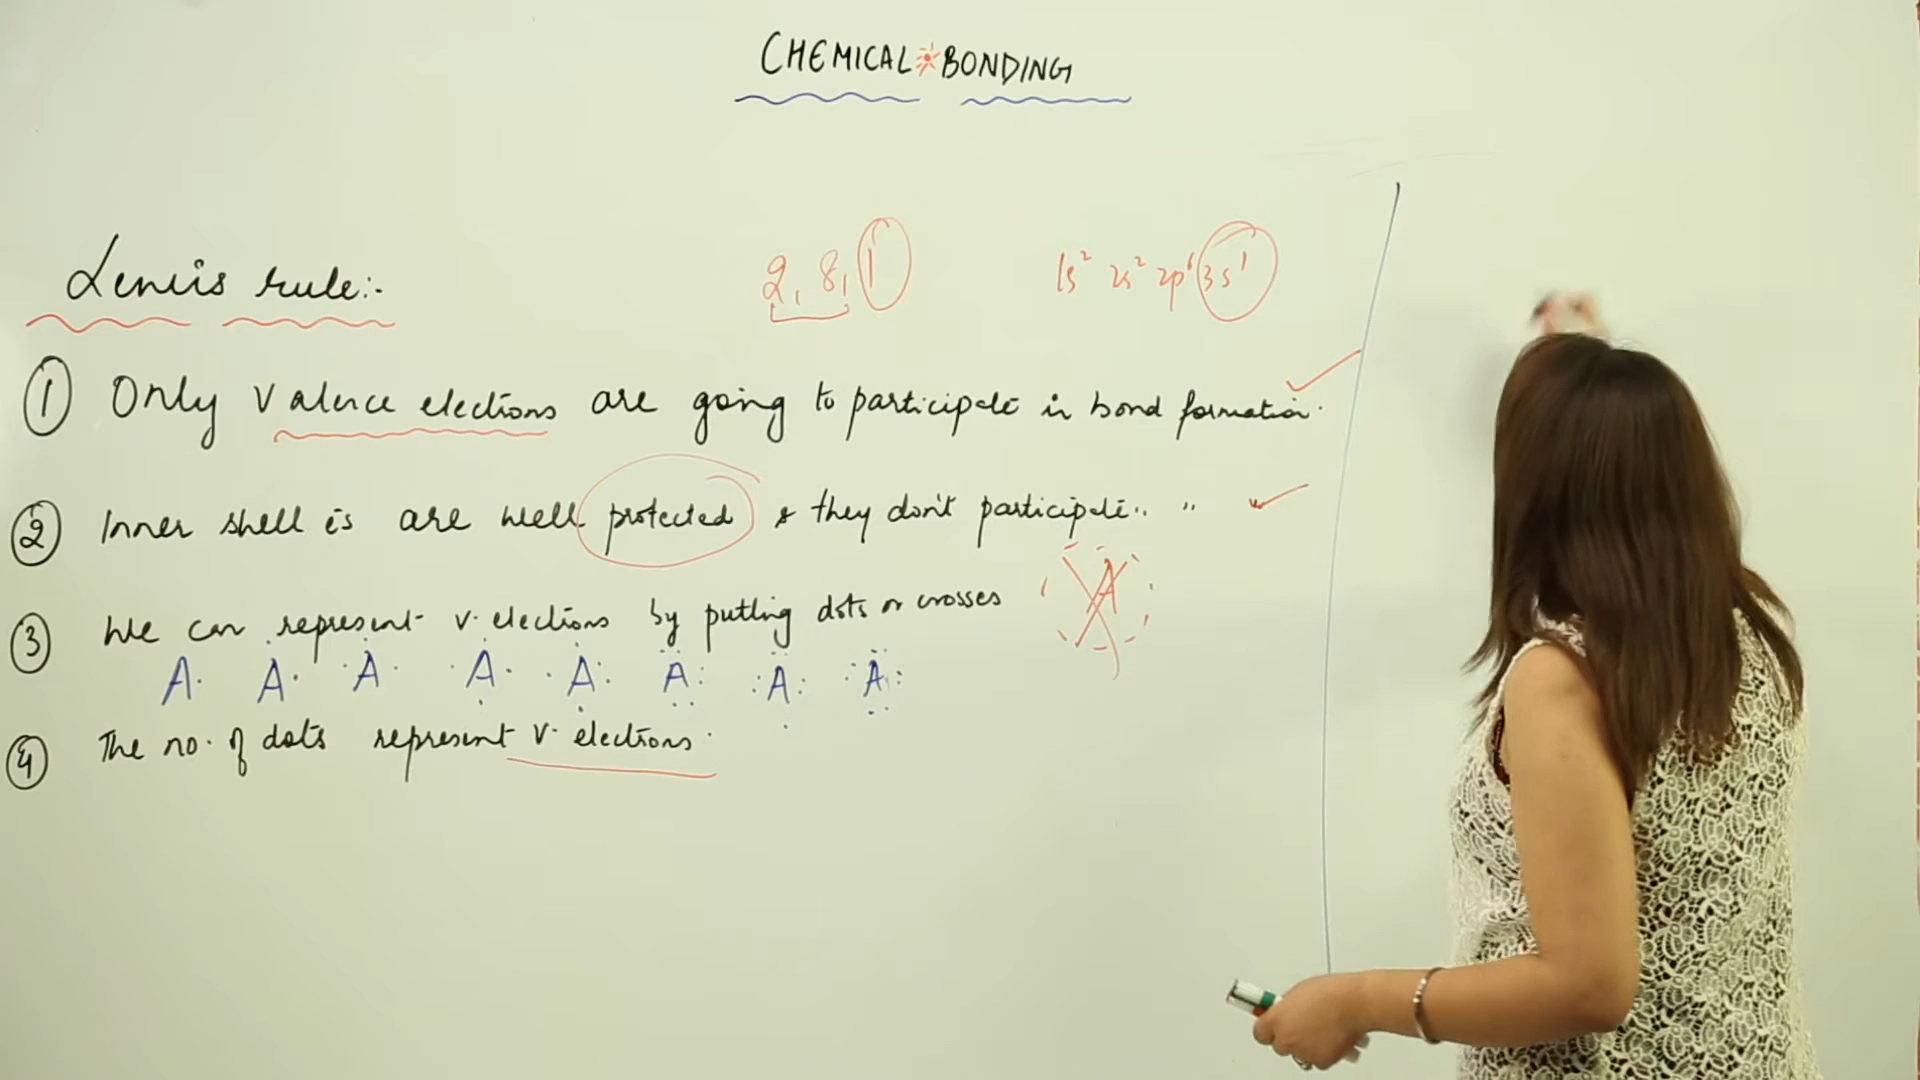 CHEMICAL BONDING
Lewis rule:-
2, 8, 1
1s² 2s² 2p⁶ 3s¹
① Only Valence elections are going to participate in bond formation.
② Inner shell ēs are well protected & they don't participate " "
A
③ We can represent v. elections by putting dots or crosses
A· A A A A A A A
④ The no. of dots represent v. elections.